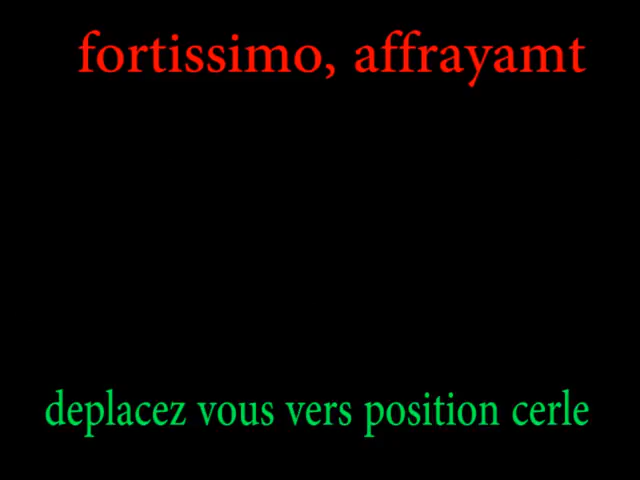 fortissimo, affrayamt
deplacez vous vers position cerle